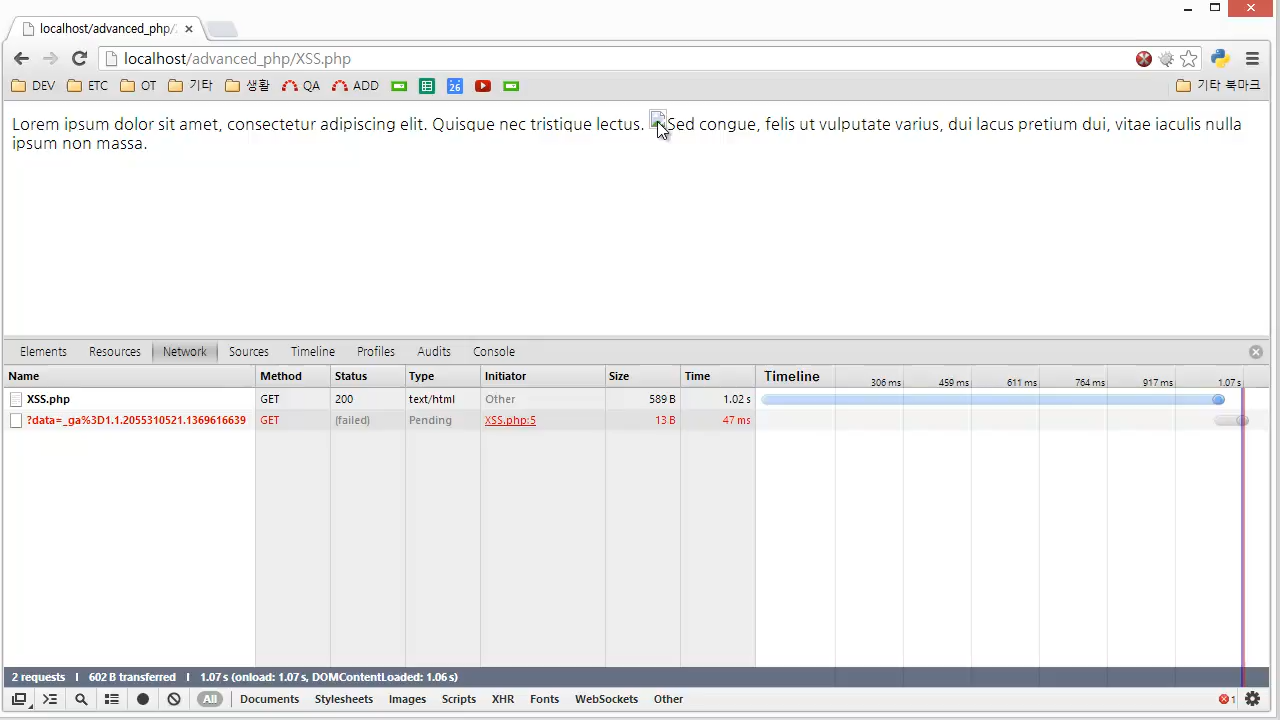 localhost/advanced_php/
localhost/advanced_php/XSS.php
DEV ETC OT 기타 생활 QA ADD 26 기타 북마크
Lorem ipsum dolor sit amet, consectetur adipiscing elit. Quisque nec tristique lectus. Sed congue, felis ut vulputate varius, dui lacus pretium dui, vitae iaculis nulla
ipsum non massa.
Elements Resources Network Sources Timeline Profiles Audits Console
Name Method Status Type Initiator Size Time Timeline 306 ms 459 ms 611 ms 764 ms 917 ms 1.07 s
XSS.php GET 200 text/html Other 589 B 1.02 s
?data=_ga%3D1.1.2055310521.1369616639 GET (failed) Pending XSS.php:5 13 B 47 ms
2 requests | 602 B transferred | 1.07 s (onload: 1.07 s, DOMContentLoaded: 1.06 s)
All Documents Stylesheets Images Scripts XHR Fonts WebSockets Other 1